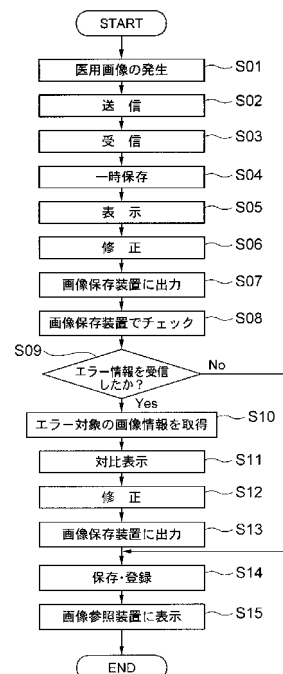 START
医用画像の発生 S01
送 信 S02
受 信 S03
一時保存 S04
表 示 S05
修 正 S06
画像保存装置に出力 S07
画像保存装置でチェック S08
S09
エラー情報を受信
したか？
No
Yes
エラー対象の画像情報を取得 S10
対比表示 S11
修 正 S12
画像保存装置に出力 S13
保存・登録 S14
画像参照装置に表示 S15
END